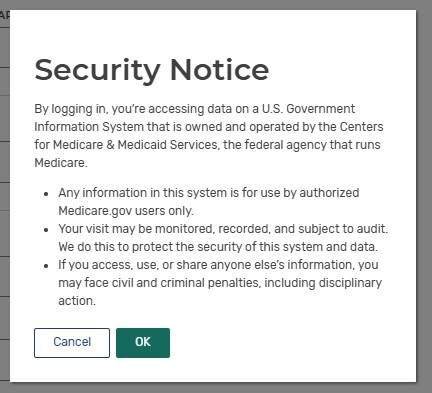 Security Notice
By logging in, you're accessing data on a U.S. Government
Information System that is owned and operated by the Centers
for Medicare & Medicaid Services, the federal agency that runs
Medicare.
• Any information in this system is for use by authorized
Medicare.gov users only.
• Your visit may be monitored, recorded, and subject to audit.
We do this to protect the security of this system and data.
• If you access, use, or share anyone else's information, you
may face civil and criminal penalties, including disciplinary
action.
Cancel OK